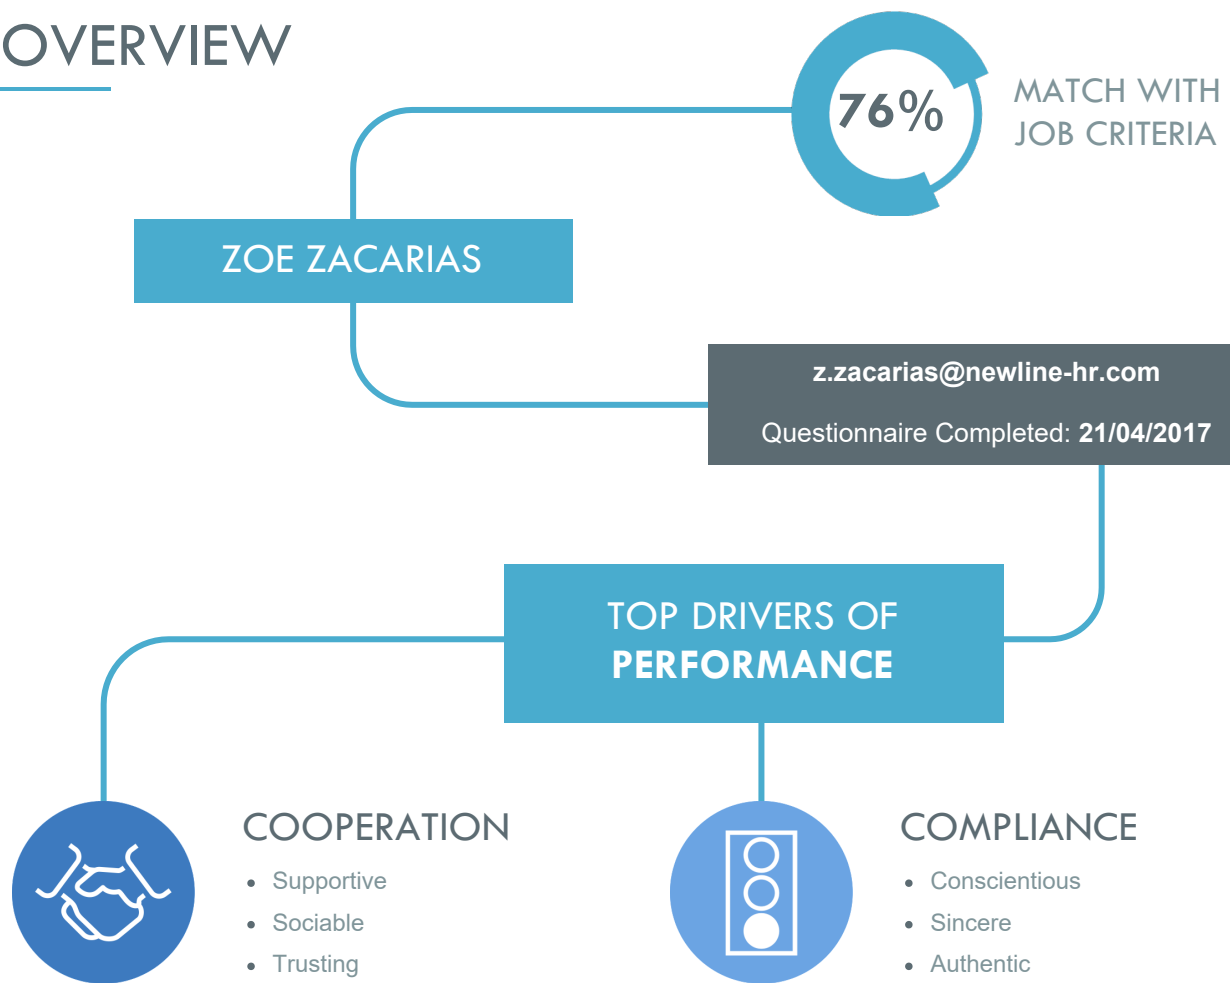 OVERVIEW
76%
MATCH WITH
JOB CRITERIA
ZOE ZACARIAS
z.zacarias@newline-hr.com
Questionnaire Completed: 21/04/2017
TOP DRIVERS OF
PERFORMANCE
COOPERATION
• Supportive
• Sociable
• Trusting
COMPLIANCE
• Conscientious
• Sincere
• Authentic